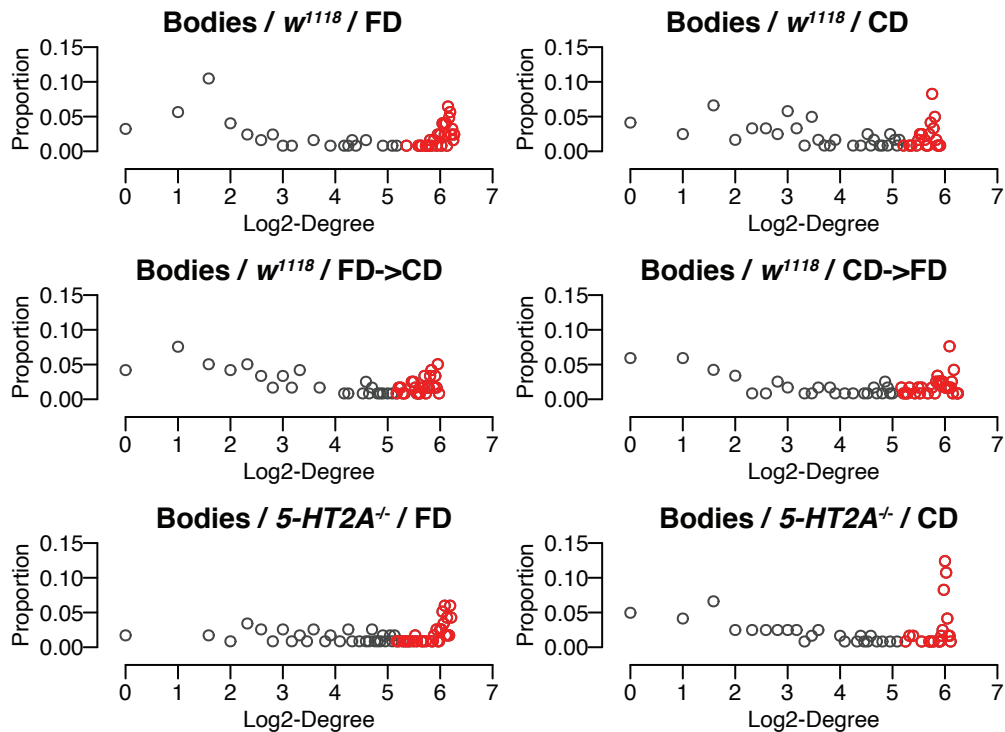 Bodies / w1118 / FD
Proportion
0.15
0.10
0.05
0.00
0 1 2 3 4 5 6 7
Log2-Degree
Bodies / w1118 / CD
Proportion
0.15
0.10
0.05
0.00
0 1 2 3 4 5 6 7
Log2-Degree
Bodies / w1118 / FD->CD
Proportion
0.15
0.10
0.05
0.00
0 1 2 3 4 5 6 7
Log2-Degree
Bodies / w1118 / CD->FD
Proportion
0.15
0.10
0.05
0.00
0 1 2 3 4 5 6 7
Log2-Degree
Bodies / 5-HT2A-/- / FD
Proportion
0.15
0.10
0.05
0.00
0 1 2 3 4 5 6 7
Log2-Degree
Bodies / 5-HT2A-/- / CD
Proportion
0.15
0.10
0.05
0.00
0 1 2 3 4 5 6 7
Log2-Degree